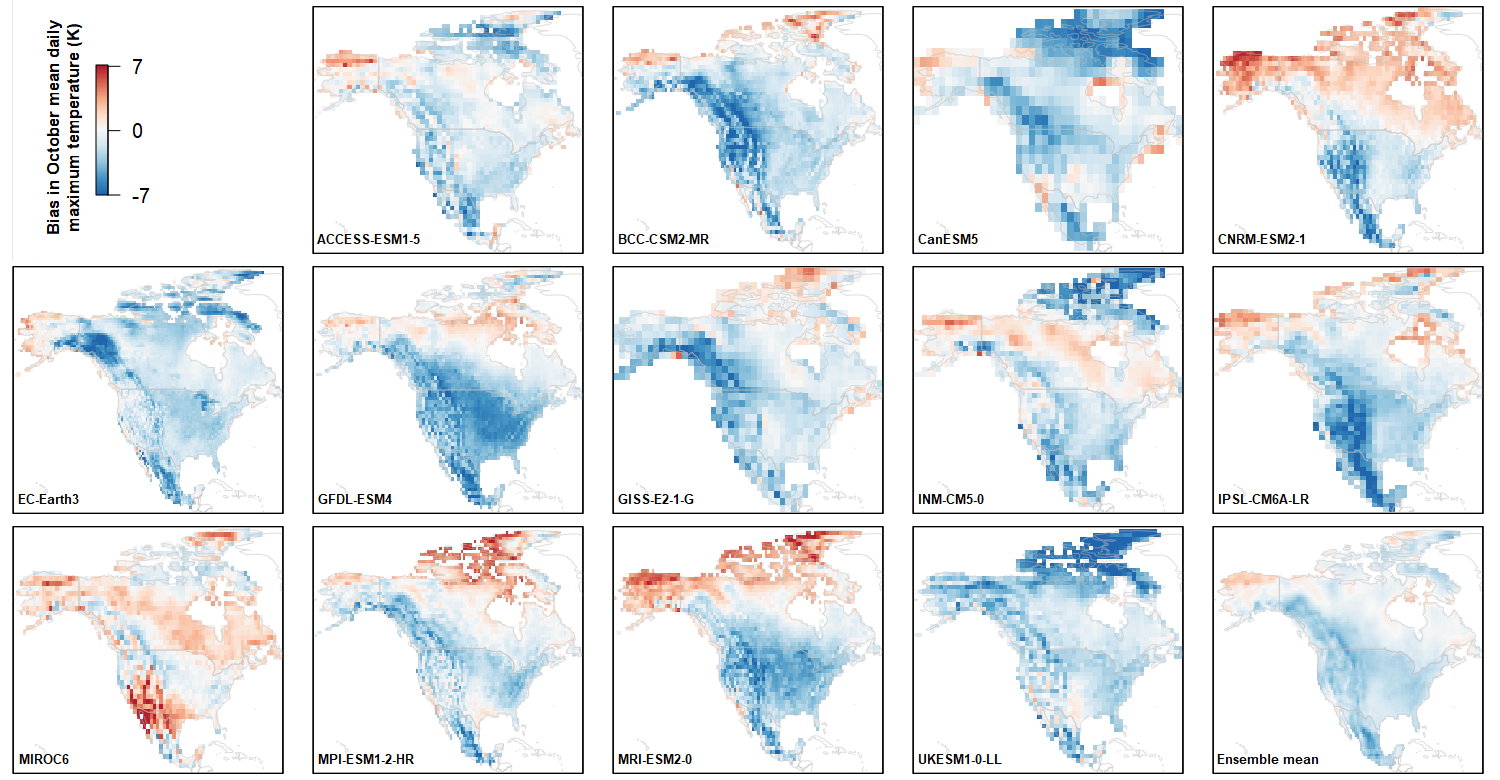 Bias in October mean daily
maximum temperature (K)
7
0
-7
ACCESS-ESM1-5
BCC-CSM2-MR
CanESM5
CNRM-ESM2-1
EC-Earth3
GFDL-ESM4
GISS-E2-1-G
INM-CM5-0
IPSL-CM6A-LR
MIROC6
MPI-ESM1-2-HR
MRI-ESM2-0
UKESM1-0-LL
Ensemble mean